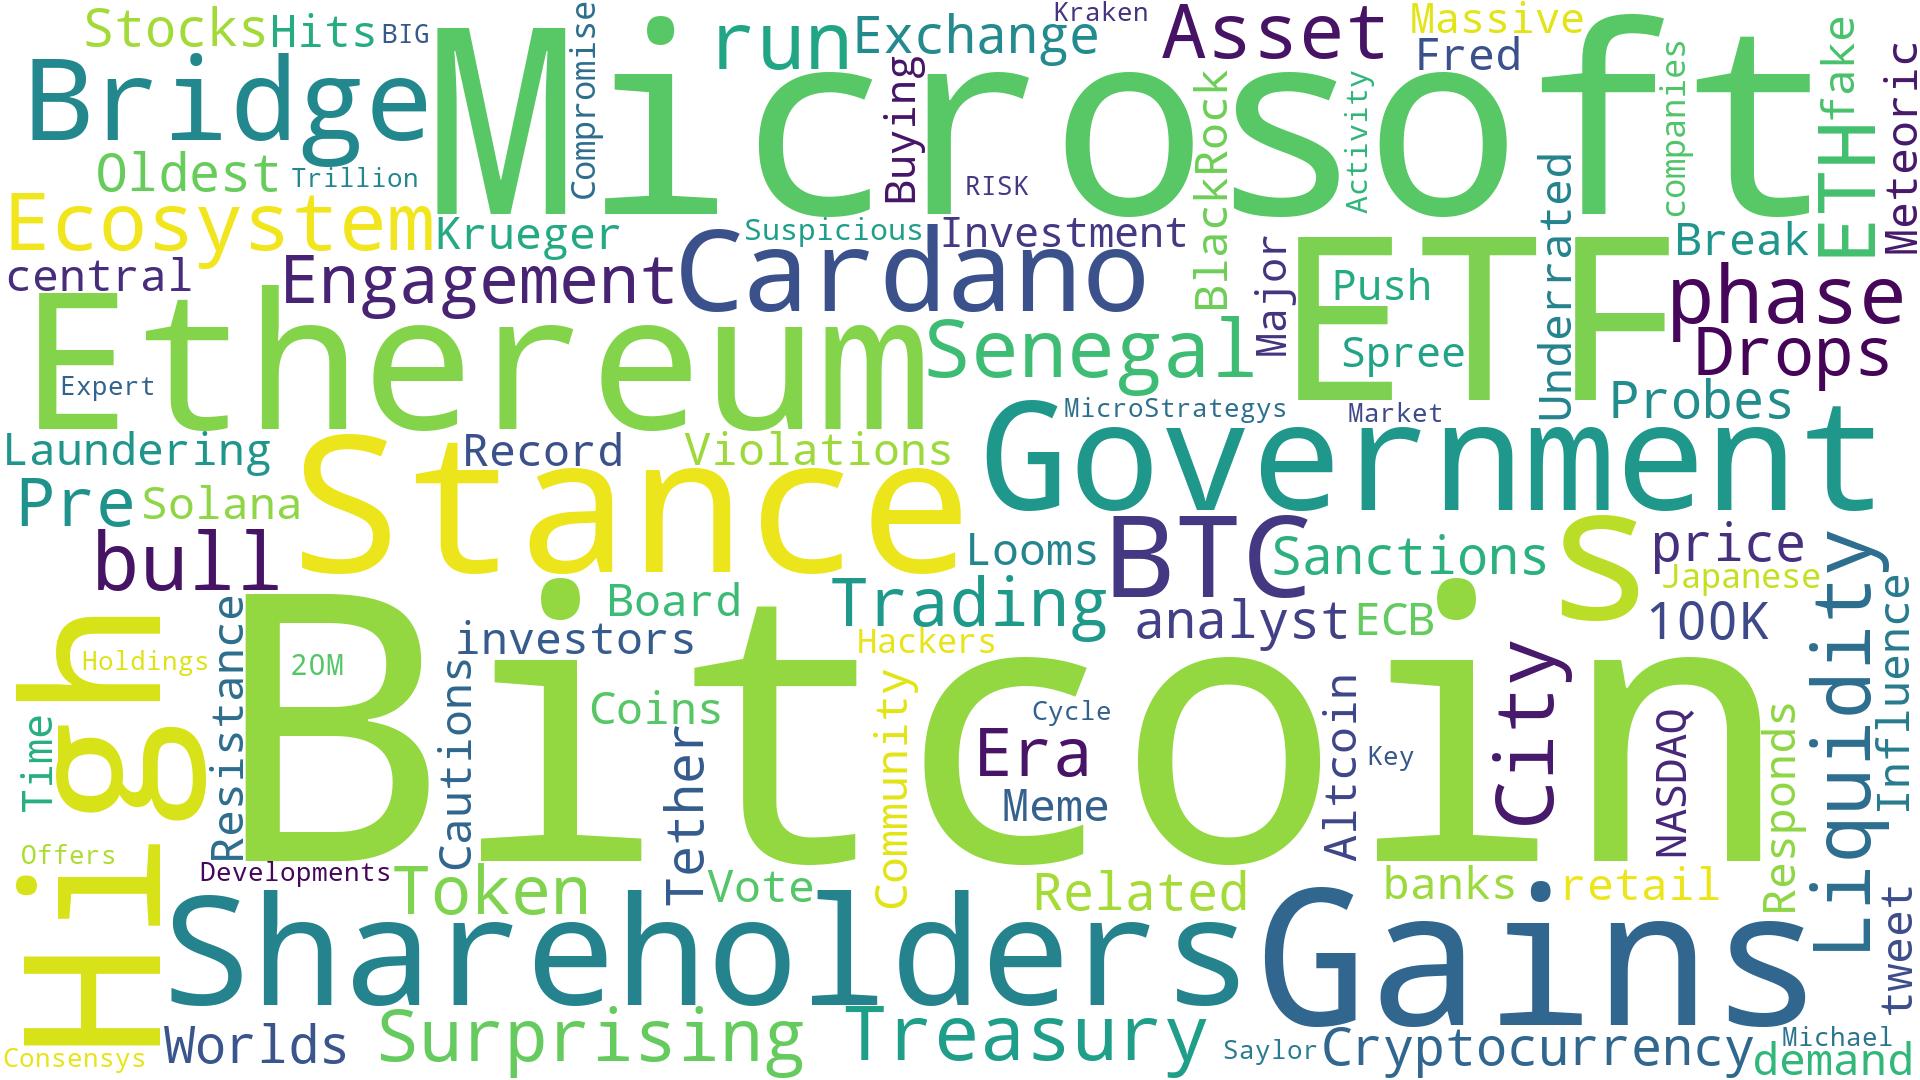 Stocks
Hits
BIG
Microsoft
Compromise
run
Exchange
Kraken
Asset
Massive
Fred
fake
Meteoric
Bridge
Buying
BlackRock
Activity
companies
ETH
Oldest
Trillion
RISK
Underrated
Ecosystem
Krueger
Suspicious
Investment
Cardano
Break
central
Engagement
Major
ETF
Push
phase
Ethereum
Senegal
Spree
Drops
Expert
MicroStrategys
Market
Probes
Government
Laundering
Record
Violations
Stance
Pre
Solana
bull
BTC
Looms
Sanctions
s
price
Japanese
Liquidity
Influence
High
Holdings
Resistance
20M
Bitcoin
Board
Trading
analyst
ECB
100K
investors
Hackers
Cautions
Coins
Community
Cycle
Era
Meme
Tether
Altcoin
Key
City
NASDAQ
Responds
Time
Offers
Developments
Token
Vote
Related
banks
retail
tweet
Shareholders
Gains
Worlds
Surprising
Treasury
Saylor
Cryptocurrency
Michael
demand
Consensys